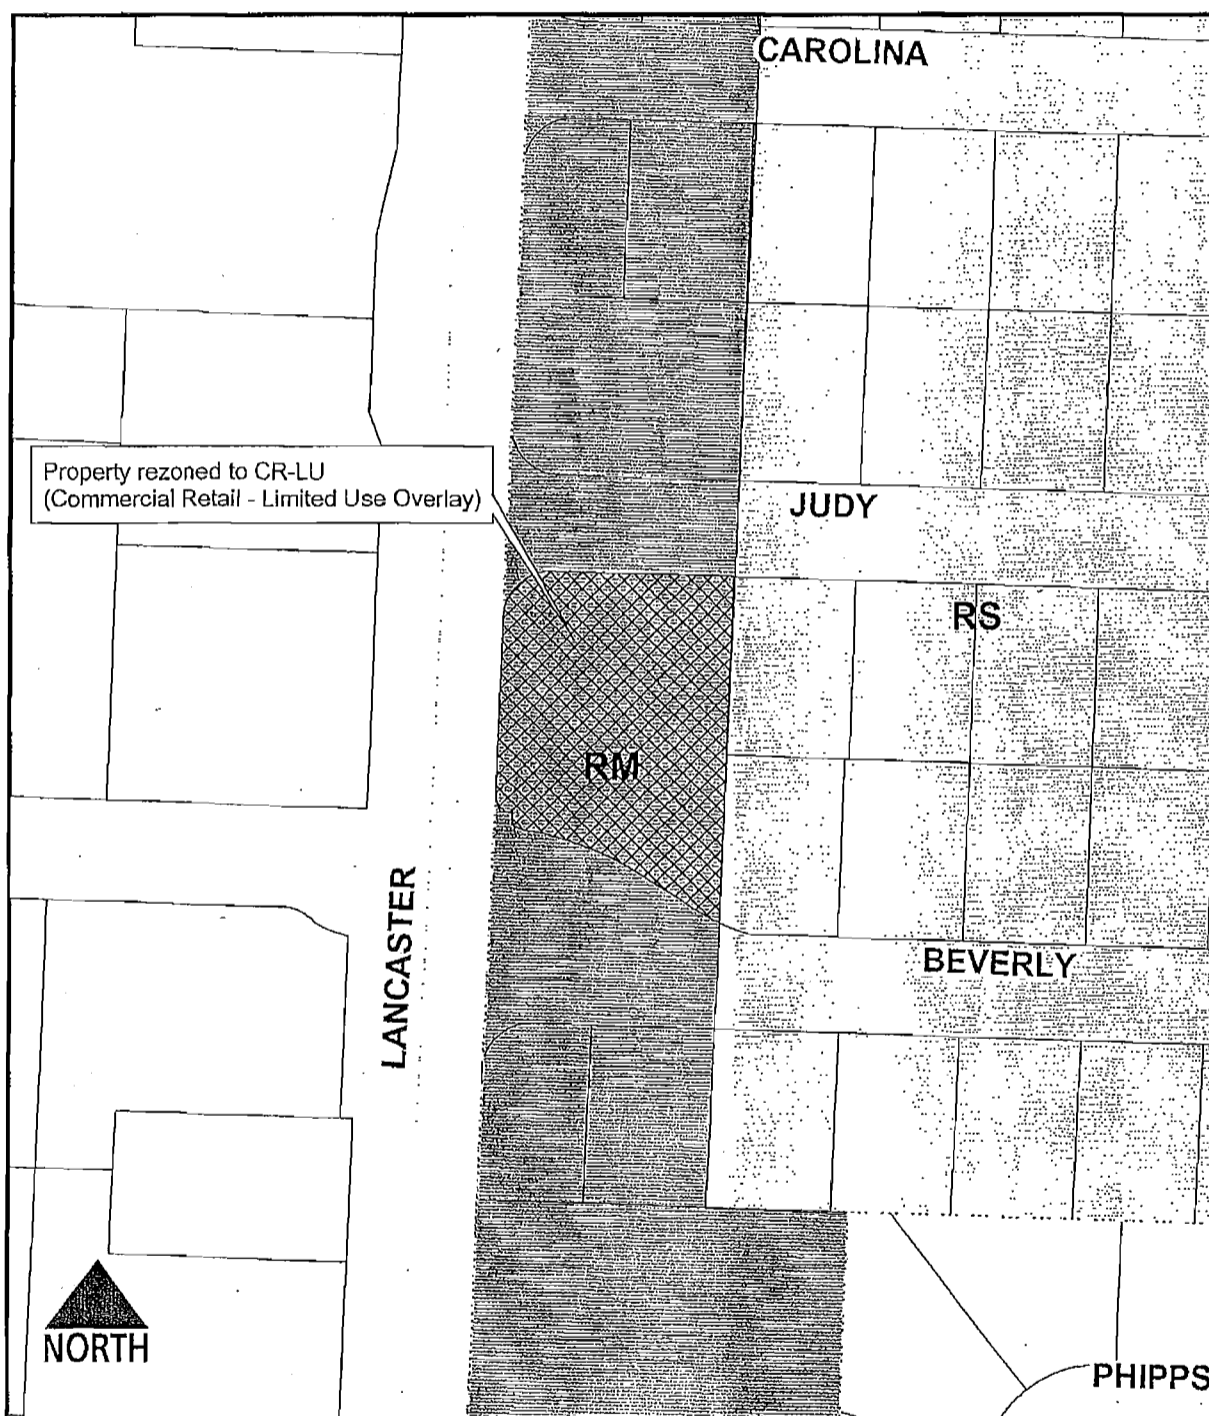 CAROLINA
Property rezoned to CR-LU
(Commercial Retail - Limited Use Overlay)
JUDY
RS
RM
LANCASTER
BEVERLY
NORTH
PHIPPS